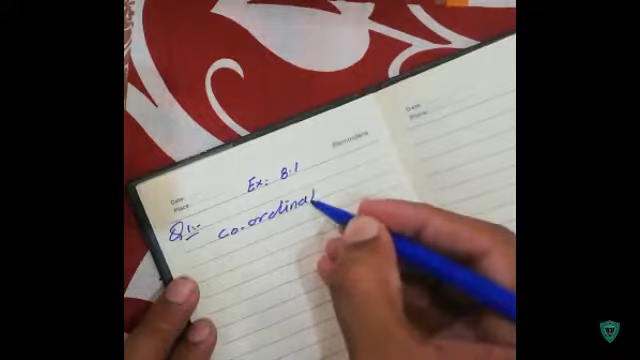 Reminders
Date:
Place:
Ex: 8.1
Q1:-
co-ordinat
Date:
Place: